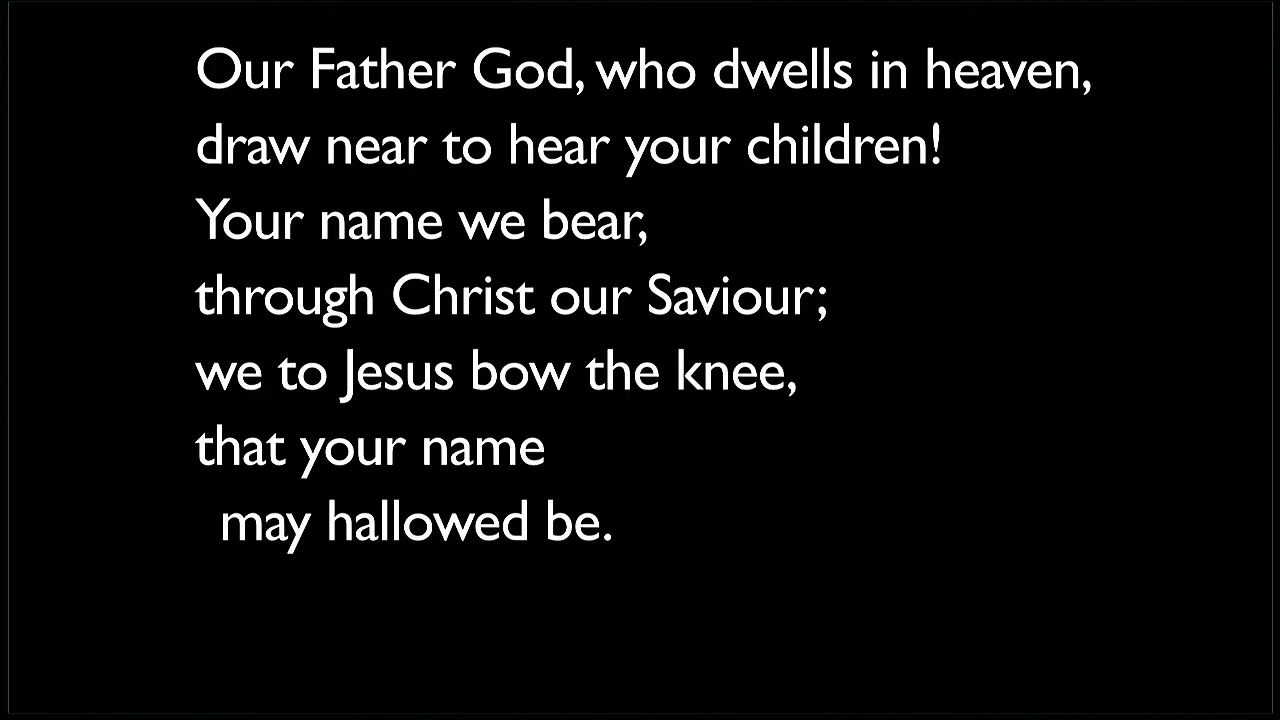 Our Father God, who dwells in heaven,
draw near to hear your children!
Your name we bear,
through Christ our Saviour;
we to Jesus bow the knee,
that your name
may hallowed be.